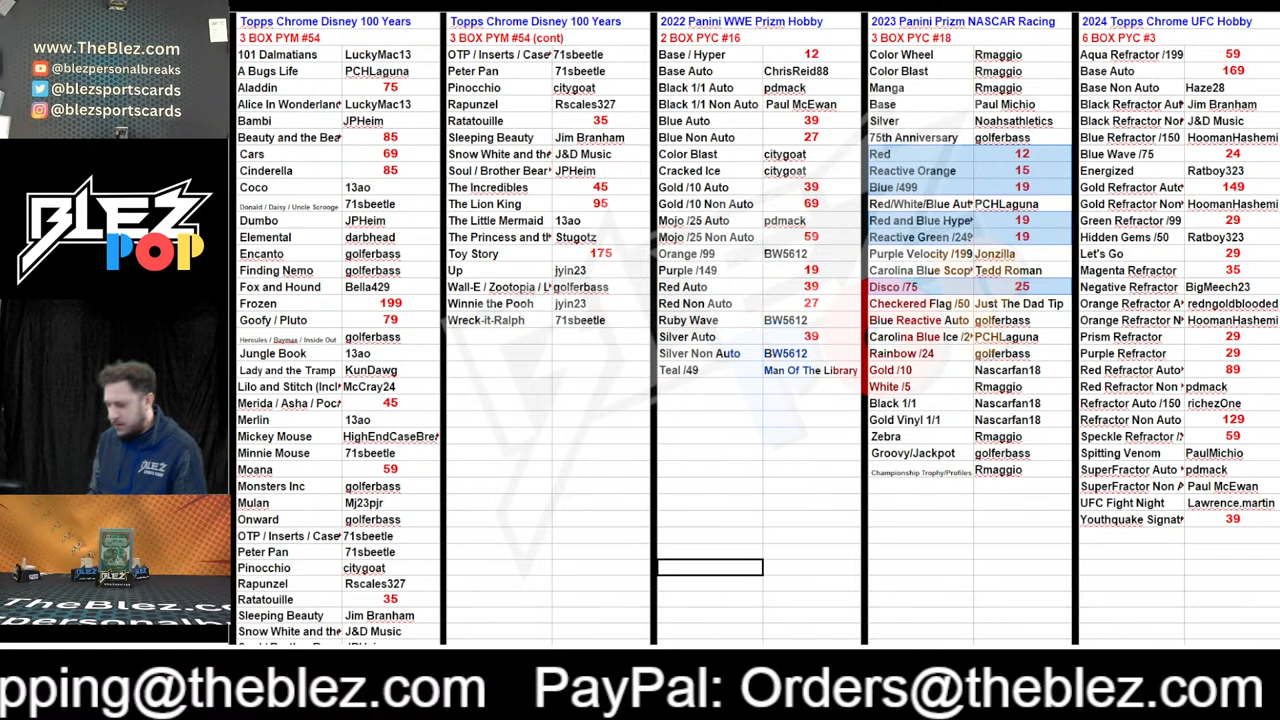 www.TheBlez.com
@blezpersonalbreaks
@blezsportscards
BLEZ
POP
BLEZ
BLEZ
TheBlez.co
Topps Chrome Disney 100 Years
3 BOX PYM #54
101 Dalmatians LuckyMac13
A Bugs Life PCHLaguna
Aladdin 75
Alice In Wonderlan LuckyMac13
Bambi JPHeim
Beauty and the Bea 85
Cars 69
Cinderella 85
Coco 13ao
Donald / Daisy / Uncle Scrooge 71sbeetle
Dumbo JPHeim
Elemental darbhead
Encanto golferbass
Finding Nemo golferbass
Fox and Hound Bella429
Frozen 199
Goofy / Pluto 79
Hercules / Baymax / Inside Out golferbass
Jungle Book 13ao
Lady and the Tramp KunDawg
Lilo and Stitch (Incl McCray24
Merida / Asha / Poc 45
Merlin 13ao
Mickey Mouse HighEndCaseBre
Minnie Mouse 71sbeetle
Moana 59
Monsters Inc golferbass
Mulan Mj23pjr
Onward golferbass
OTP / Inserts / Case 71sbeetle
Peter Pan 71sbeetle
Pinocchio citygoat
Rapunzel Rscales327
Ratatouille 35
Sleeping Beauty Jim Branham
Snow White and the J&D Music
Topps Chrome Disney 100 Years
3 BOX PYM #54 (cont)
OTP / Inserts / Case 71sbeetle
Peter Pan 71sbeetle
Pinocchio citygoat
Rapunzel Rscales327
Ratatouille 35
Sleeping Beauty Jim Branham
Snow White and th J&D Music
Soul / Brother Bear JPHeim
The Incredibles 45
The Lion King 95
The Little Mermaid 13ao
The Princess and th Stugotz
Toy Story 175
Up jyin23
Wall-E / Zootopia / L golferbass
Winnie the Pooh jyin23
Wreck-it-Ralph 71sbeetle
2022 Panini WWE Prizm Hobby
2 BOX PYC #16
Base / Hyper 12
Base Auto ChrisReid88
Black 1/1 Auto pdmack
Black 1/1 Non Auto Paul McEwan
Blue Auto 39
Blue Non Auto 27
Color Blast citygoat
Cracked Ice citygoat
Gold /10 Auto 39
Gold /10 Non Auto 69
Mojo /25 Auto pdmack
Mojo /25 Non Auto 59
Orange /99 BW5612
Purple /149 19
Red Auto 39
Red Non Auto 27
Ruby Wave BW5612
Silver Auto 39
Silver Non Auto BW5612
Teal /49 Man Of The Library
2023 Panini Prizm NASCAR Racing
3 BOX PYC #18
Color Wheel Rmaggio
Color Blast Rmaggio
Manga Rmaggio
Base Paul Michio
Silver Noahsathletics
75th Anniversary golferbass
Red 12
Reactive Orange 15
Blue /499 19
Red/White/Blue Aut PCHLaguna
Red and Blue Hype 19
Reactive Green /249 19
Purple Velocity /199 Jonzilla
Carolina Blue Scop Tedd Roman
Disco /75 25
Checkered Flag /50 Just The Dad Tip
Blue Reactive Auto golferbass
Carolina Blue Ice /2 PCHLaguna
Rainbow /24 golferbass
Gold /10 Nascarfan18
White /5 Rmaggio
Black 1/1 Nascarfan18
Gold Vinyl 1/1 Nascarfan18
Zebra Rmaggio
Groovy/Jackpot golferbass
Championship Trophy/Profiles Rmaggio
2024 Topps Chrome UFC Hobby
6 BOX PYC #3
Aqua Refractor /199 59
Base Auto 169
Base Non Auto Haze28
Black Refractor Au Jim Branham
Black Refractor No J&D Music
Blue Refractor /150 HoomanHashemi
Blue Wave /75 24
Energized Ratboy323
Gold Refractor Aut 149
Gold Refractor Non HoomanHashemi
Green Refractor /99 29
Hidden Gems /50 Ratboy323
Let's Go 29
Magenta Refractor 35
Negative Refractor BigMeech23
Orange Refractor A redngoldblooded
Orange Refractor N HoomanHashemi
Prism Refractor 29
Purple Refractor 29
Red Refractor Auto 89
Red Refractor Non pdmack
Refractor Auto /150 richezOne
Refractor Non Auto 129
Speckle Refractor / 59
Spitting Venom PaulMichio
SuperFractor Auto pdmack
SuperFractor Non A Paul McEwan
UFC Fight Night Lawrence.martin
Youthquake Signat 39
pping@theblez.com PayPal: Orders@theblez.com